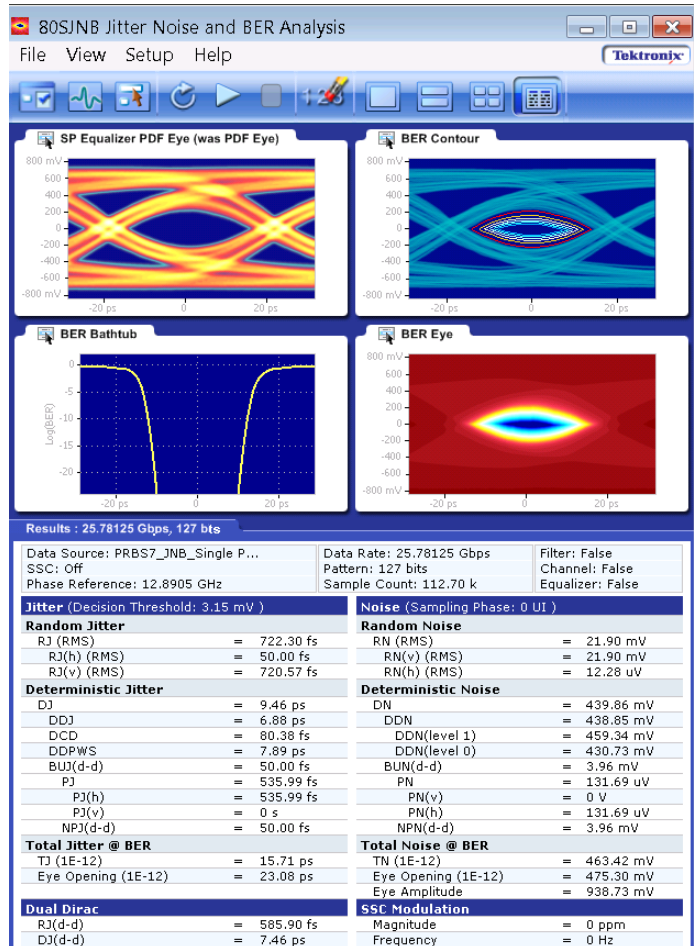 80SJNB Jitter Noise and BER Analysis
File View Setup Help Tektronix
123
SP Equalizer PDF Eye (was PDF Eye)
800 mV
600
400
200
0
-200
-400
-600
-800 mV
-20 ps 0 20 ps
BER Contour
800 mV
600
400
200
0
-200
-400
-600
-800 mV
-20 ps 0 20 ps
BER Bathtub
Log(BER)
0
-5
-10
-15
-20
-20 ps 0 20 ps
BER Eye
800 mV
600
400
200
0
-200
-400
-600
-800 mV
-20 ps 0 20 ps
Results : 25.78125 Gbps, 127 bts
Data Source: PRBS7_JNB_Single P... Data Rate: 25.78125 Gbps Filter: False
SSC: Off Pattern: 127 bits Channel: False
Phase Reference: 12.8905 GHz Sample Count: 112.70 k Equalizer: False
Jitter (Decision Threshold: 3.15 mV ) Noise (Sampling Phase: 0 UI )
Random Jitter Random Noise
RJ (RMS) = 722.30 fs RN (RMS) = 21.90 mV
RJ(h) (RMS) = 50.00 fs RN(v) (RMS) = 21.90 mV
RJ(v) (RMS) = 720.57 fs RN(h) (RMS) = 12.28 uV
Deterministic Jitter Deterministic Noise
DJ = 9.46 ps DN = 439.86 mV
DDJ = 6.88 ps DDN = 438.85 mV
DCD = 80.38 fs DDN(level 1) = 459.34 mV
DDPWS = 7.89 ps DDN(level 0) = 430.73 mV
BUJ(d-d) = 50.00 fs BUN(d-d) = 3.96 mV
PJ = 535.99 fs PN = 131.69 uV
PJ(h) = 535.99 fs PN(v) = 0 V
PJ(v) = 0 s PN(h) = 131.69 uV
NPJ(d-d) = 50.00 fs NPN(d-d) = 3.96 mV
Total Jitter @ BER Total Noise @ BER
TJ (1E-12) = 15.71 ps TN (1E-12) = 463.42 mV
Eye Opening (1E-12) = 23.08 ps Eye Opening (1E-12) = 475.30 mV
Eye Amplitude = 938.73 mV
Dual Dirac SSC Modulation
RJ(d-d) = 585.90 fs Magnitude = 0 ppm
DJ(d-d) = 7.46 ps Frequency = 0 Hz